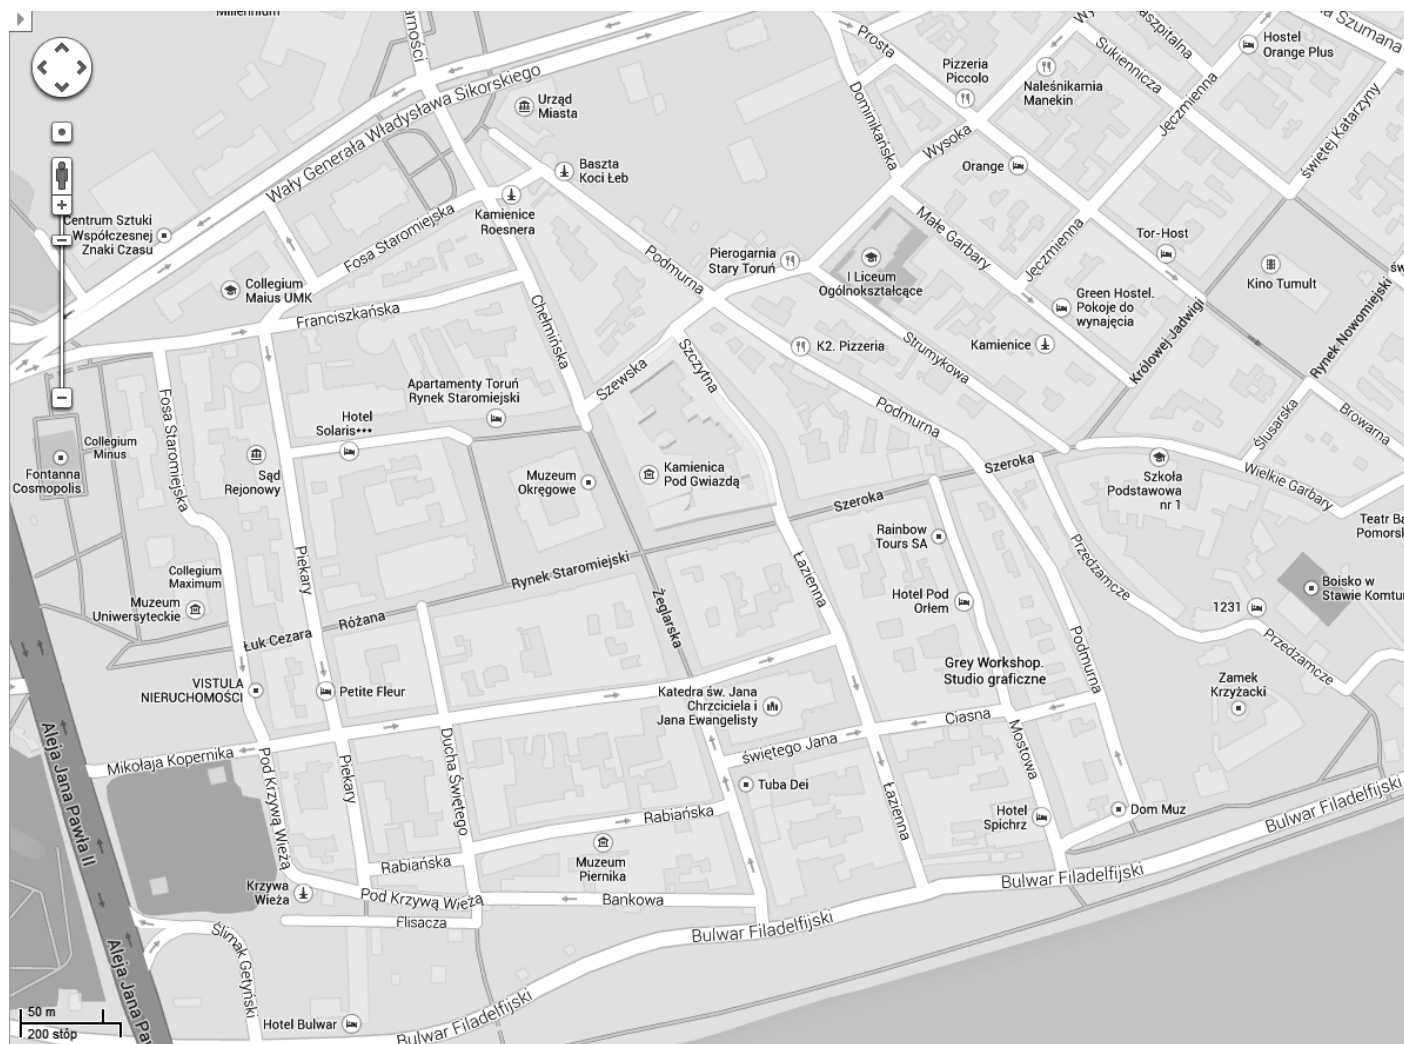 Millennium
arności
Wały Generała Władysława Sikorskiego
Urząd
Miasta
Prosta
Pizzeria
Piccolo
Naleśnikarnia
Manekin
Sukiennicza
Hostel
Orange Plus
a Szumana
Jęczmienna
świętej Katarzyny
Dominikańska
Wysoka
Orange
Baszta
Koci Łeb
Kamienice
Roesnera
Centrum Sztuki
Współczesnej
Znaki Czasu
Fosa Staromiejska
Podmurna
Pierogarnia
Stary Toruń
Małe Garbary
I Liceum
Ogólnokształcące
Jęczmienna
Tor-Host
Kino Tumult
Collegium
Maius UMK
Franciszkańska
Chełmińska
Green Hostel.
Pokoje do
wynajęcia
Królowej Jadwigi
Rynek Nowomiejski
K2. Pizzeria
Strumykowa
Kamienice
Szczytna
Szewska
Apartamenty Toruń
Rynek Staromiejski
Hotel
Solaris***
Fosa Staromiejska
Podmurna
Ślusarska
Browarna
Collegium
Minus
Fontanna
Cosmopolis
Sąd
Rejonowy
Muzeum
Okręgowe
Kamienica
Pod Gwiazdą
Szeroka
Szeroka
Szkoła
Podstawowa
nr 1
Wielkie Garbary
Teatr Ba
Pomorsk
Rainbow
Tours SA
Piekary
Rynek Staromiejski
Łazienna
Przedzamcze
Collegium
Maximum
Muzeum
Uniwersyteckie
Hotel Pod
Orłem
1231
Boisko w
Stawie Komtur
Łuk Cezara
Różana
Żeglarska
Podmurna
Przedzamcze
VISTULA
NIERUCHOMOŚCI
Petite Fleur
Grey Workshop.
Studio graficzne
Katedra św. Jana
Chrzciciela i
Jana Ewangelisty
Zamek
Krzyżacki
Ciasna
Aleja Jana Pawła II
Mikołaja Kopernika
Pod Krzywą Wieżą
Piekary
Ducha Świętego
świętego Jana
Mostowa
Tuba Dei
Łazienna
Rabiańska
Hotel
Spichrz
Dom Muz
Bulwar Filadelfijski
Rabiańska
Muzeum
Piernika
Krzywa
Wieża
Pod Krzywą Wieżą
Bankowa
Bulwar Filadelfijski
Flisacza
Bulwar Filadelfijski
Ślimak Getyński
Aleja Jana Pa
50 m
200 stóp
Hotel Bulwar
Bulwar Filadelfijski